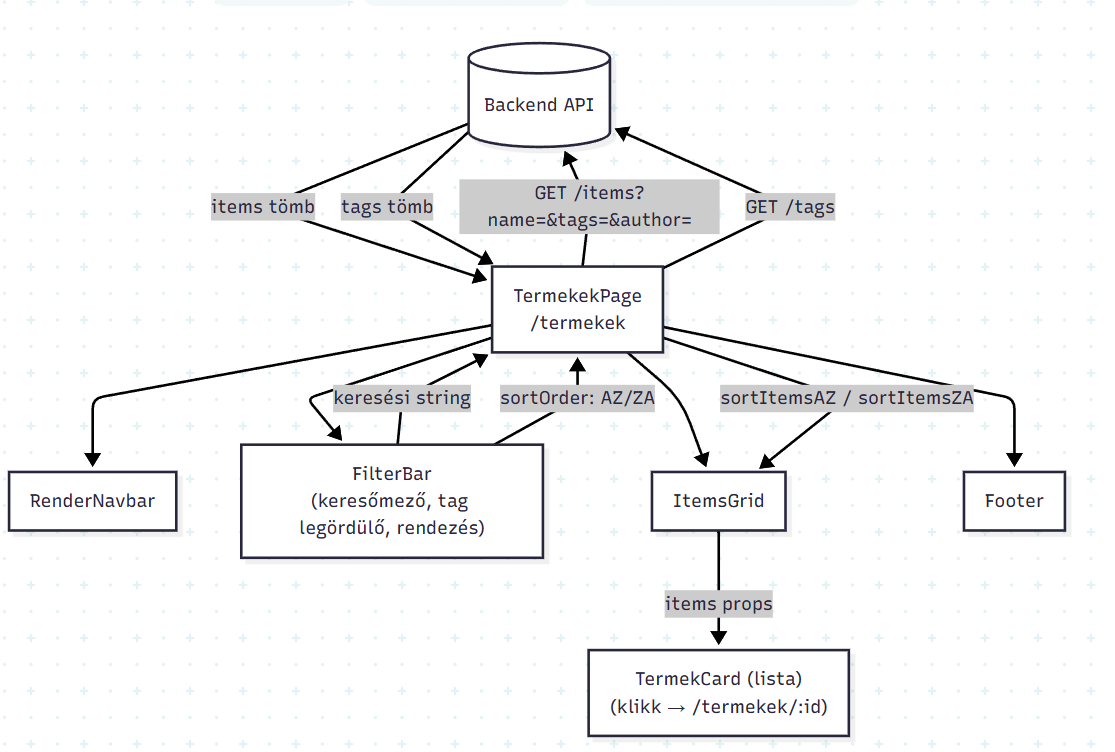 Backend API
items tömb
tags tömb
GET /items?
name=&tags=&author=
GET /tags
TermekekPage
/termekek
keresési string
sortOrder: AZ/ZA
sortItemsAZ / sortItemsZA
RenderNavbar
FilterBar
(keresőmező, tag
legördülő, rendezés)
ItemsGrid
Footer
items props
TermekCard (lista)
(klikk → /termekek/:id)